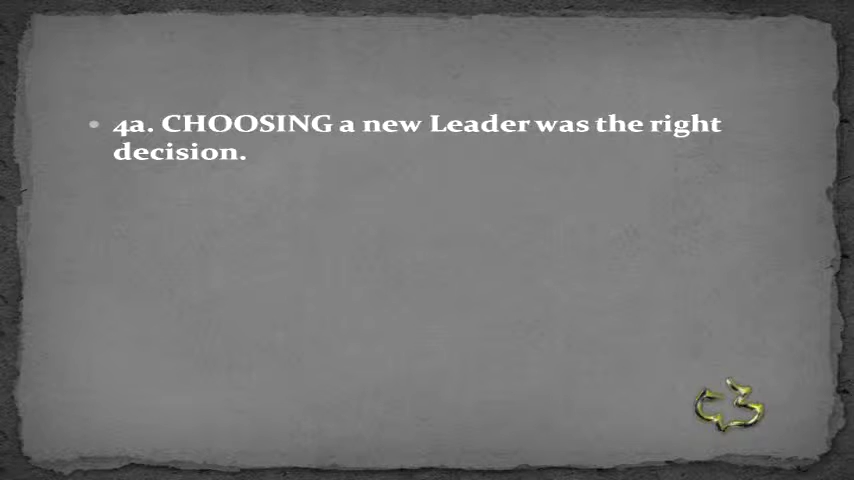 • 4a. CHOOSING a new Leader was the right
decision.